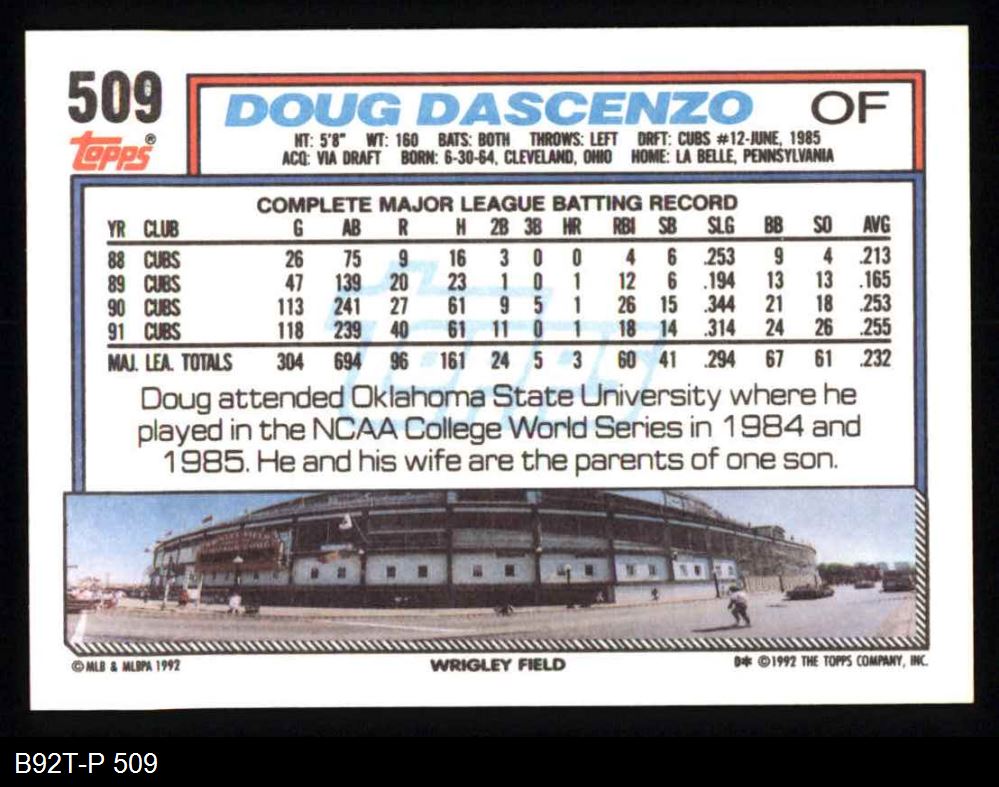 509
topps®
DOUG DASCENZO OF
HT: 5'8" WT: 160 BATS: BOTH THROWS: LEFT DRFT: CUBS #12-JUNE, 1985
ACQ: VIA DRAFT BORN: 6-30-64, CLEVELAND, OHIO HOME: LA BELLE, PENNSYLVANIA
COMPLETE MAJOR LEAGUE BATTING RECORD
YR CLUB G AB R H 2B 3B HR RBI SB SLG BB SO AVG
88 CUBS 26 75 9 16 3 0 0 4 6 .253 9 4 .213
89 CUBS 47 139 20 23 1 0 1 12 6 .194 13 13 .165
90 CUBS 113 241 27 61 9 5 1 26 15 .344 21 18 .253
91 CUBS 118 239 40 61 11 0 1 18 14 .314 24 26 .255
MAJ. LEA. TOTALS 304 694 96 161 24 5 3 60 41 .294 67 61 .232
topps
Doug attended Oklahoma State University where he
played in the NCAA College World Series in 1984 and
1985. He and his wife are the parents of one son.
© MLB & MLBPA 1992 WRIGLEY FIELD D* © 1992 THE TOPPS COMPANY, INC.
B92T-P 509